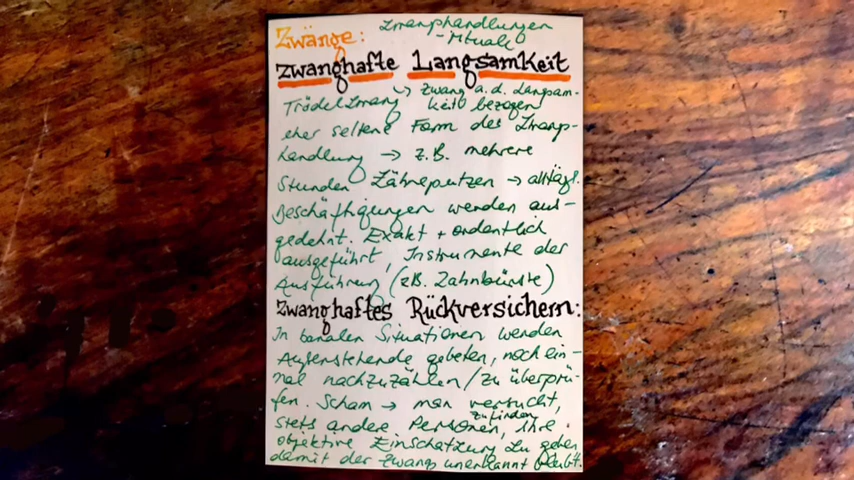 Zwänge: Zwanghandlungen
-rituale
zwanghafte Langsamkeit
Trödelzwang → Zwang a.d. Langsam-
keit bezogen
eher seltene Form des Zwangs-
handlung → z.B. mehrere
Stunden Zähneputzen → alltägl.
Beschäftigungen werden aus-
gedehnt. Exakt + ordentlich
ausgeführt, Instrumente der
Ausführung (zB. Zahnbürste)
zwanghaftes Rückversichern:
In banalen Situationen werden
Außenstehende gebeten, noch ein-
mal nachzuzählen/zu überprü-
fen. Scham → man versucht,
stets andere Personen zu finden, ihre
objektive Einschätzung zu geben
damit der Zwang unerkannt bleibt.